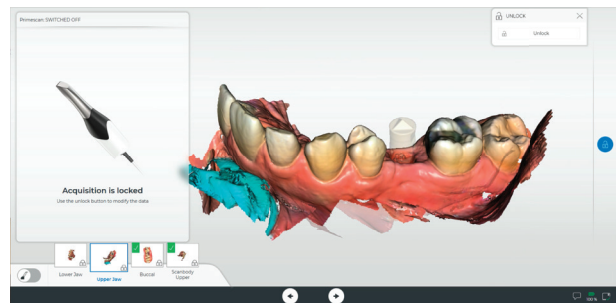 Primescan: SWITCHED OFF
UNLOCK
Unlock
Acquisition is locked
Use the unlock button to modify the data.
Lower Jaw
Upper Jaw
Buccal
Scanbody
Upper
100 %